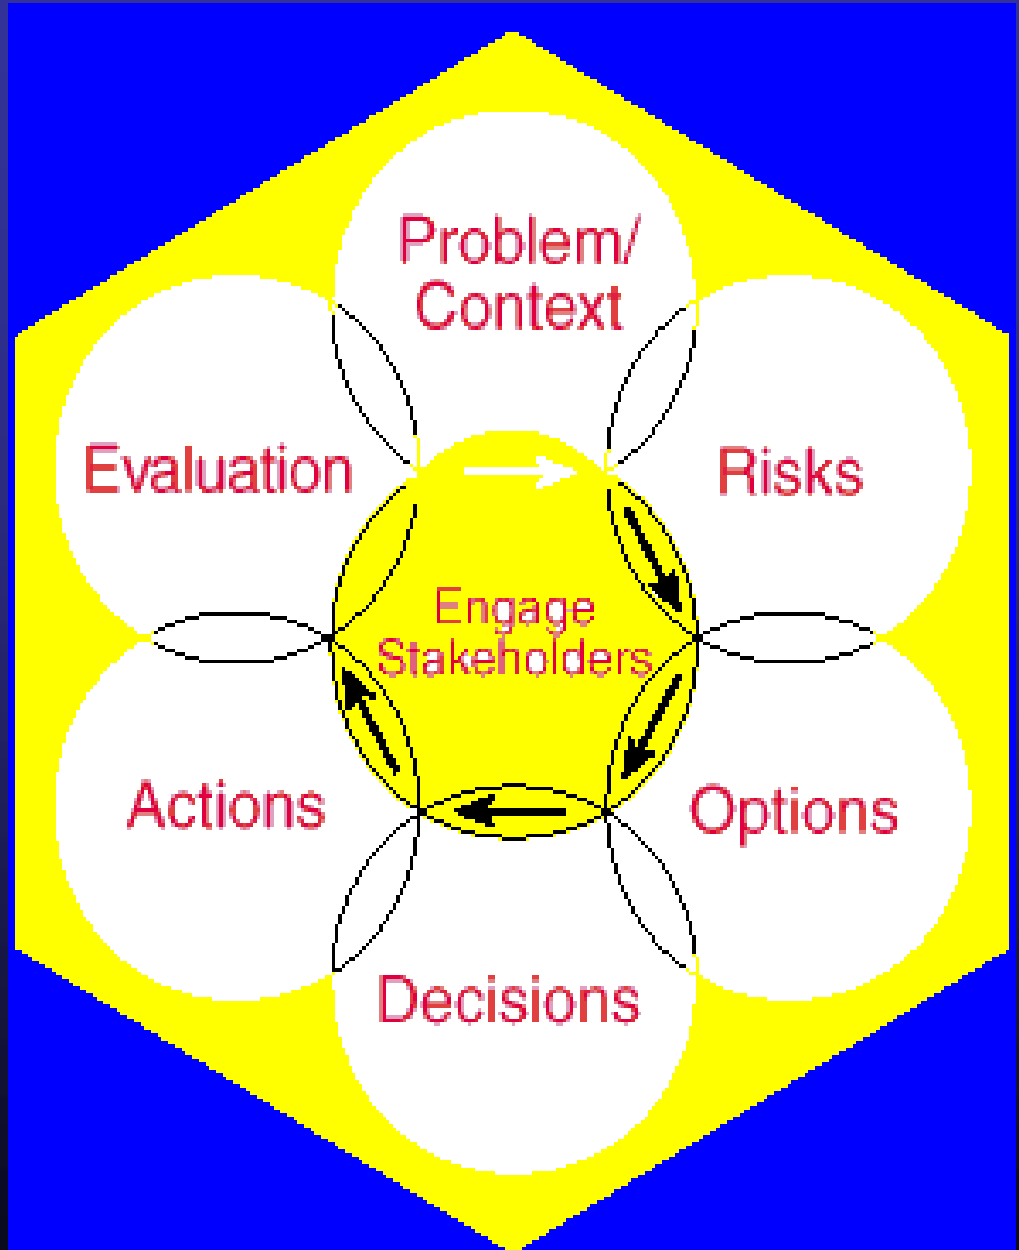 Problem/
Context
Risks
Options
Decisions
Actions
Evaluation
Engage
Stakeholders